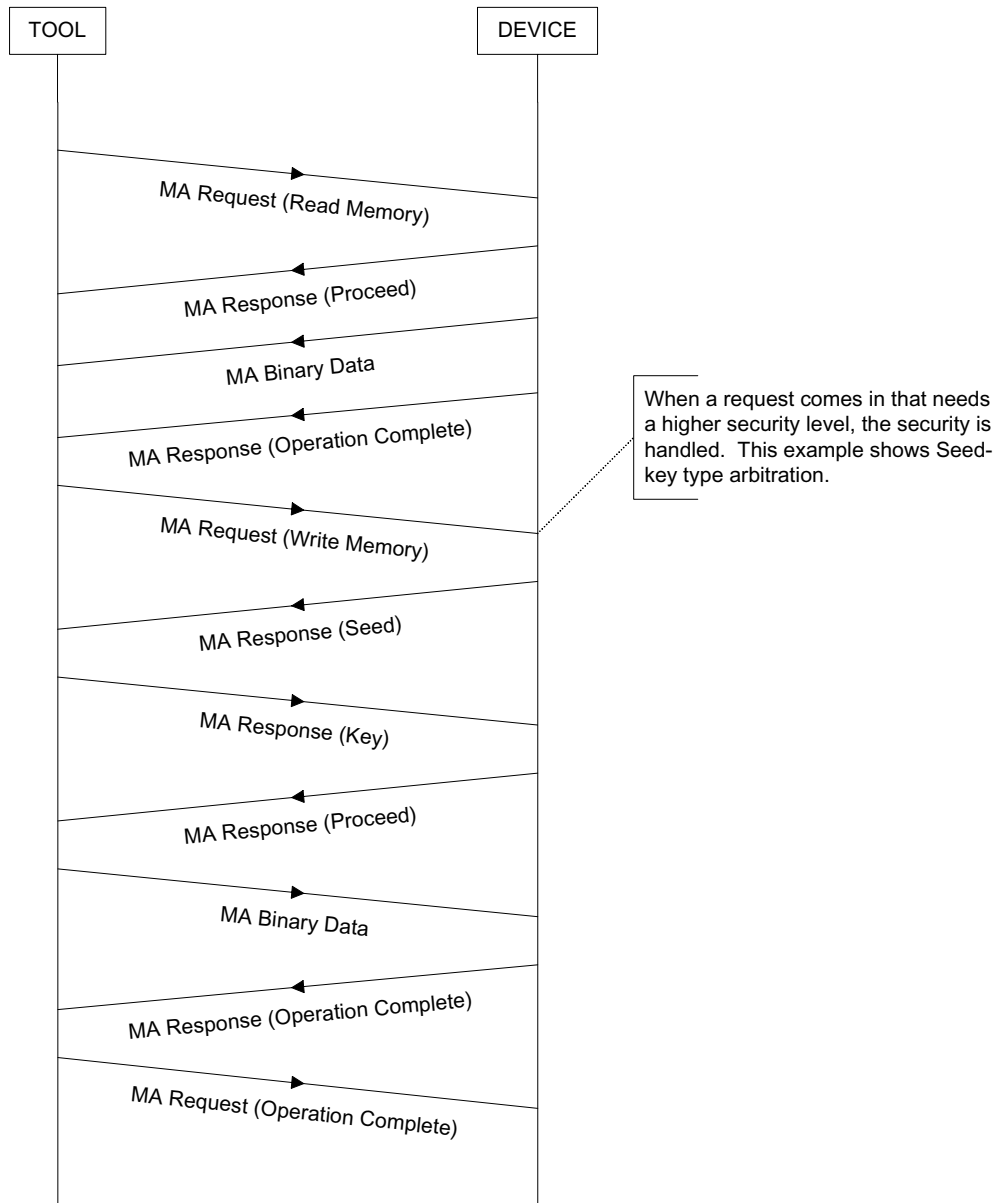 TOOL
DEVICE
MA Request (Read Memory)
MA Response (Proceed)
MA Binary Data
MA Response (Operation Complete)
When a request comes in that needs
a higher security level, the security is
handled.  This example shows Seed-
key type arbitration.
MA Request (Write Memory)
MA Response (Seed)
MA Response (Key)
MA Response (Proceed)
MA Binary Data
MA Response (Operation Complete)
MA Request (Operation Complete)